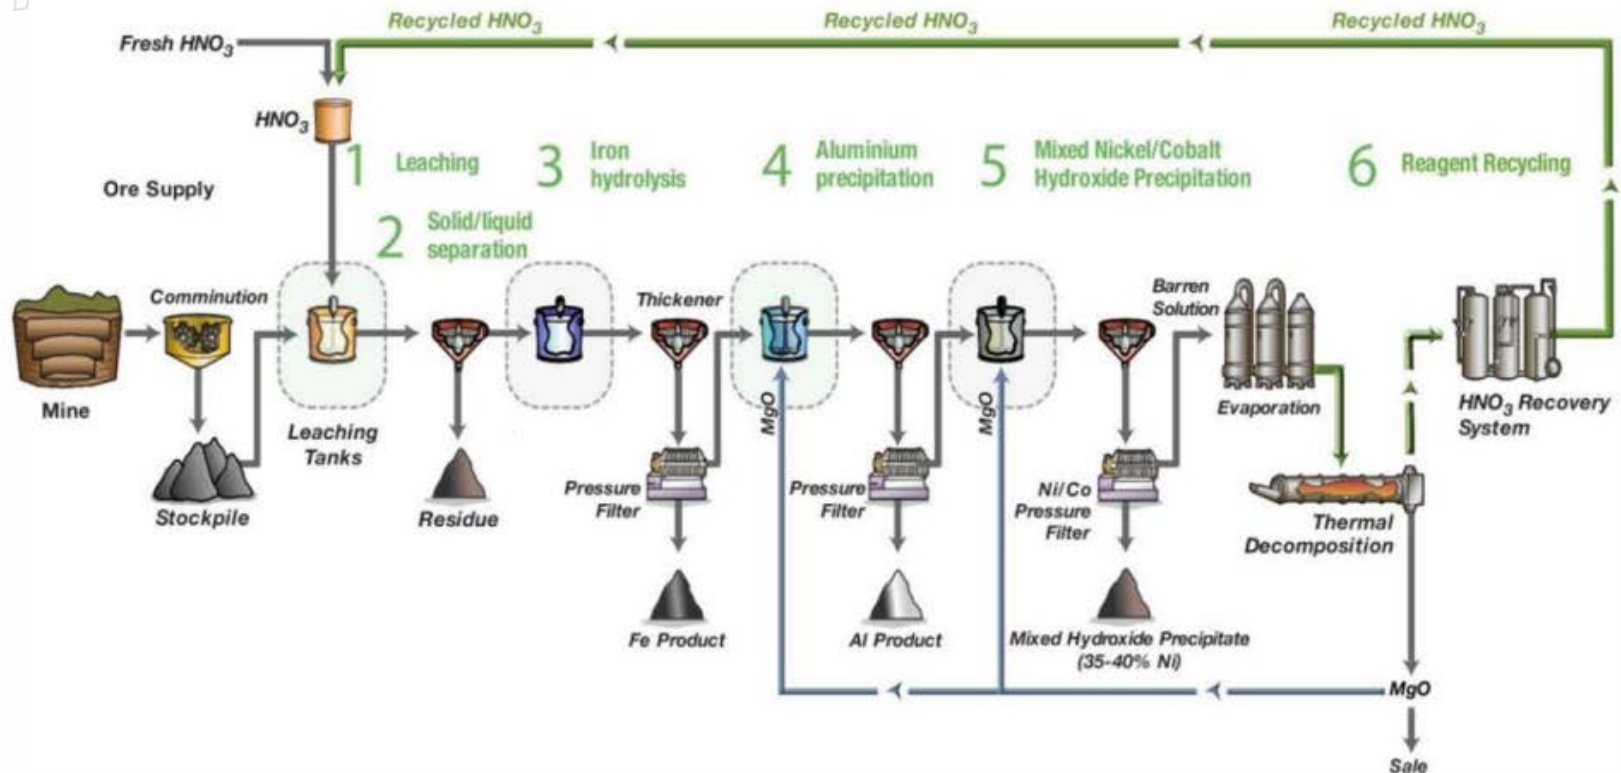 Recycled HNO3
Recycled HNO3
Recycled HNO3
Fresh HNO3
HNO3
Ore Supply
1 Leaching
2 Solid/liquid
separation
3 Iron
hydrolysis
4 Aluminium
precipitation
5 Mixed Nickel/Cobalt
Hydroxide Precipitation
6 Reagent Recycling
Mine
Comminution
Stockpile
Leaching
Tanks
Residue
Thickener
Pressure
Filter
Fe Product
MgO
Pressure
Filter
Al Product
MgO
Ni/Co
Pressure
Filter
Mixed Hydroxide Precipitate
(35-40% Ni)
Barren
Solution
Evaporation
Thermal
Decomposition
HNO3 Recovery
System
MgO
Sale